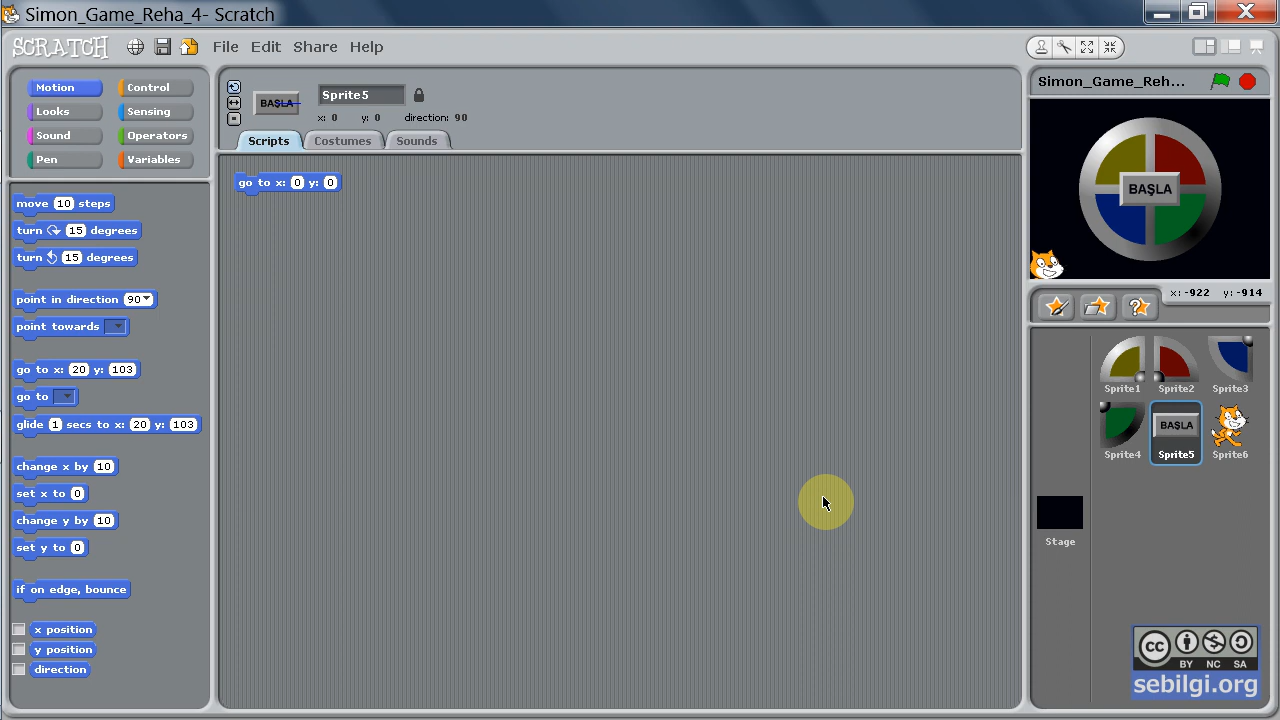 Simon_Game_Reha_4- Scratch
SCRATCH File Edit Share Help
Motion Control
Looks Sensing
Sound Operators
Pen Variables
move 10 steps
turn 15 degrees
turn 15 degrees
point in direction 90
point towards
go to x: 20 y: 103
go to
glide 1 secs to x: 20 y: 103
change x by 10
set x to 0
change y by 10
set y to 0
if on edge, bounce
x position
y position
direction
BAŞLA
Sprite5
x: 0 y: 0 direction: 90
Scripts Costumes Sounds
go to x: 0 y: 0
Simon_Game_Reh...
BAŞLA
x: -922 y: -914
Sprite1 Sprite2 Sprite3
BAŞLA
Sprite4 Sprite5 Sprite6
Stage
CC BY NC SA
sebilgi.org